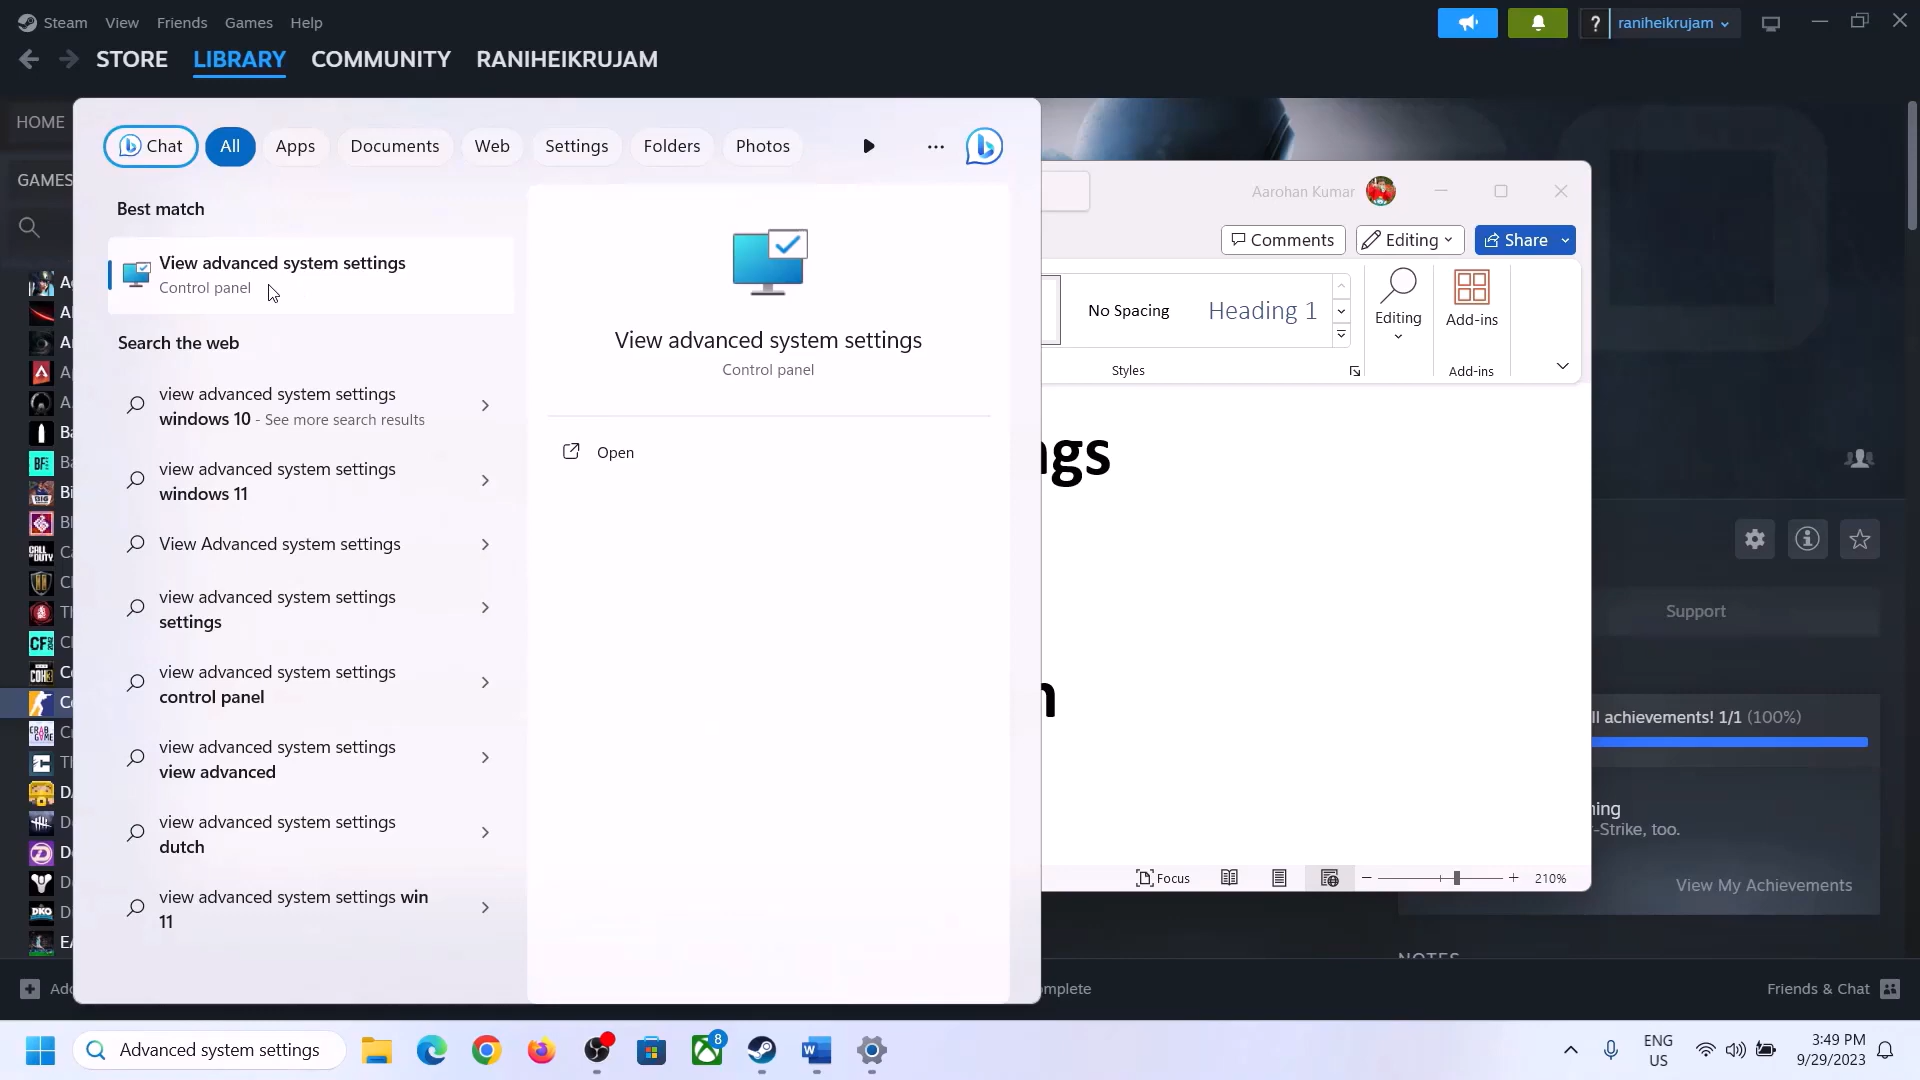 Steam View Friends Games Help
? raniheikrujam
STORE LIBRARY COMMUNITY RANIHEIKRUJAM
HOME
GAMES
Chat All Apps Documents Web Settings Folders Photos
Best match
View advanced system settings
Control panel
Search the web
view advanced system settings
windows 10 - See more search results
view advanced system settings
windows 11
View Advanced system settings
view advanced system settings
settings
view advanced system settings
control panel
view advanced system settings
view advanced
view advanced system settings
dutch
view advanced system settings win
11
View advanced system settings
Control panel
Open
Aarohan Kumar
Comments Editing Share
No Spacing Heading 1
Editing
Add-ins
Styles
Add-ins
ngs
n
Focus
210%
Support
ll achievements! 1/1 (100%)
ning
-Strike, too.
View My Achievements
NOTES
Add
omplete
Friends & Chat
Advanced system settings
8
ENG
US
3:49 PM
9/29/2023